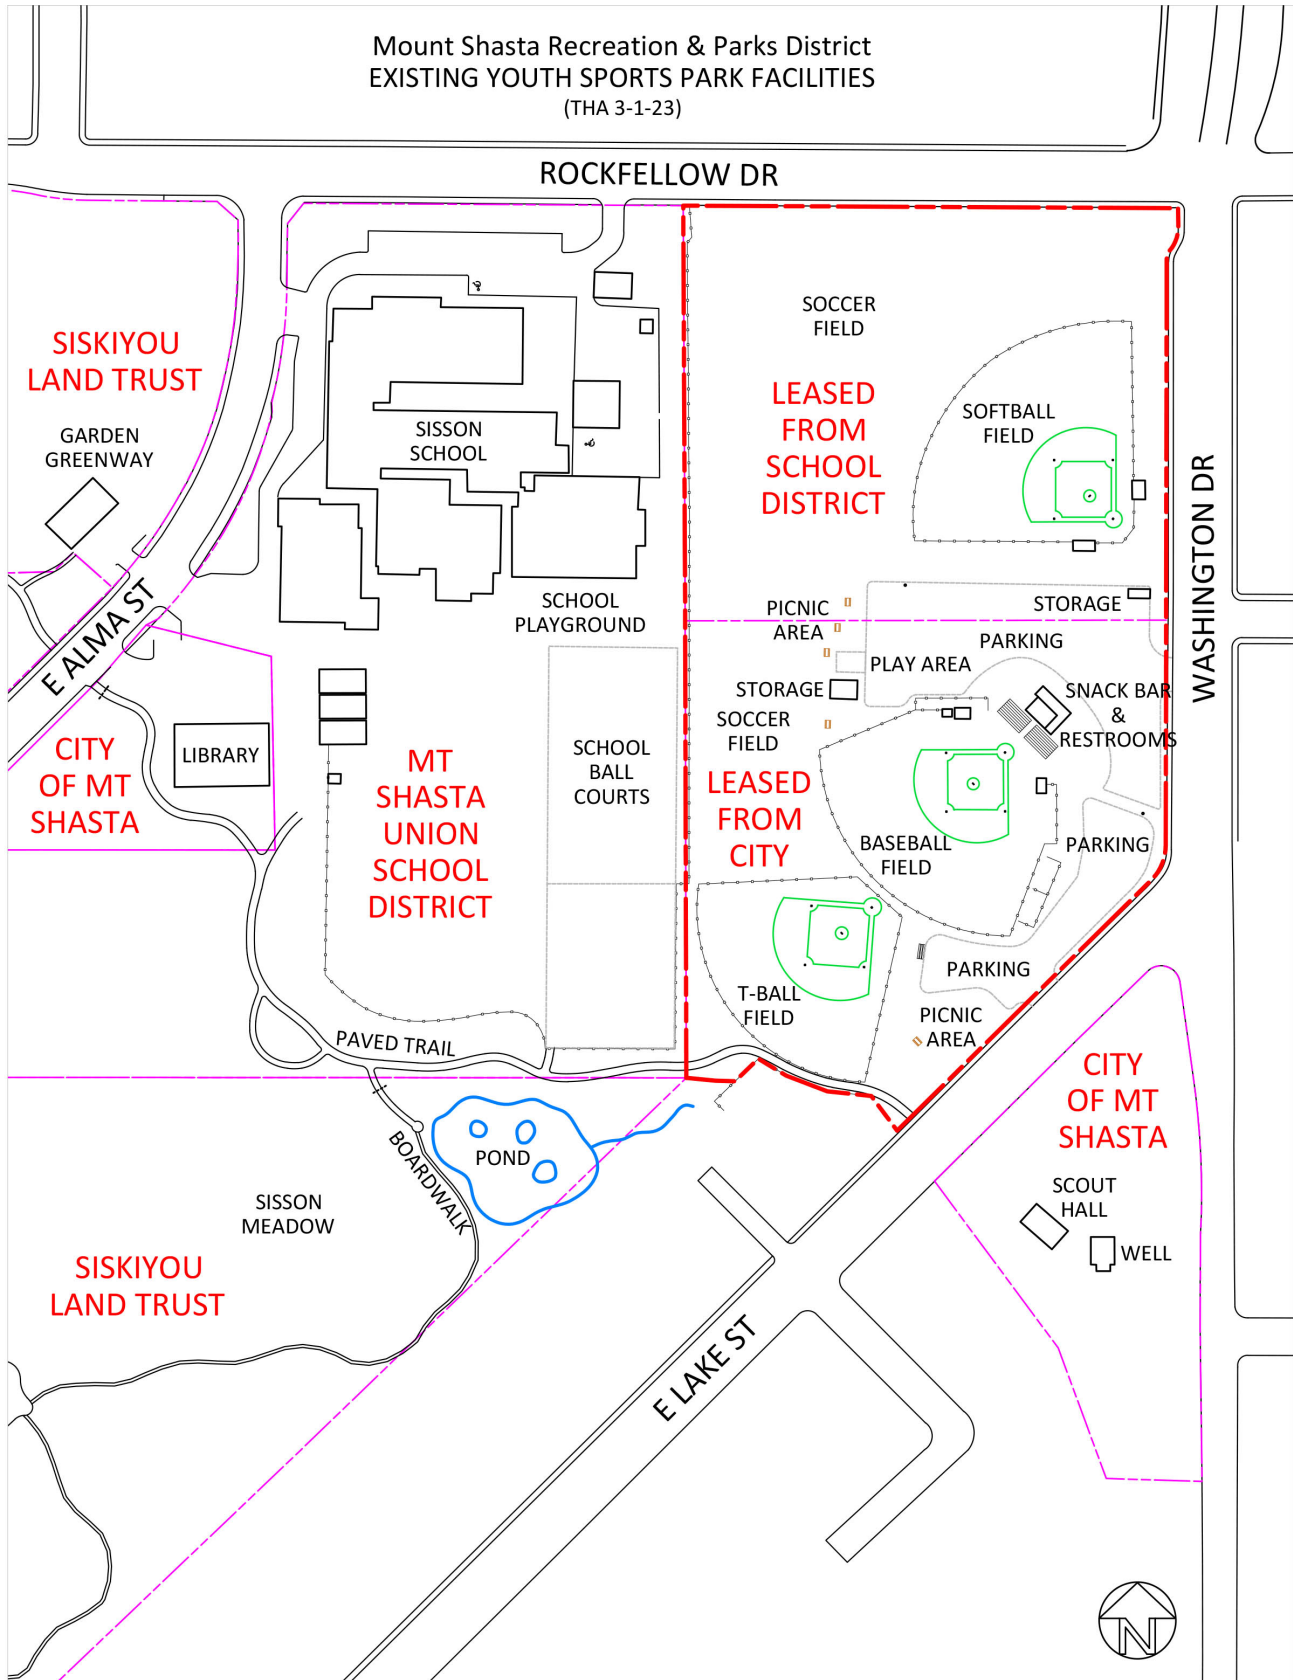 Mount Shasta Recreation & Parks District
EXISTING YOUTH SPORTS PARK FACILITIES
(THA 3-1-23)
ROCKFELLOW DR
SOCCER
FIELD
SISKIYOU
LAND TRUST
LEASED
FROM
SCHOOL
DISTRICT
SOFTBALL
FIELD
GARDEN
GREENWAY
SISSON
SCHOOL
WASHINGTON DR
E ALMA ST
SCHOOL
PLAYGROUND
PICNIC
AREA
STORAGE
PARKING
PLAY AREA
STORAGE
SNACK BAR
&
RESTROOMS
SOCCER
FIELD
CITY
OF MT
SHASTA
LIBRARY
MT
SHASTA
UNION
SCHOOL
DISTRICT
SCHOOL
BALL
COURTS
LEASED
FROM
CITY
BASEBALL
FIELD
PARKING
PARKING
T-BALL
FIELD
PICNIC
AREA
PAVED TRAIL
CITY
OF MT
SHASTA
BOARDWALK
POND
SISSON
MEADOW
SCOUT
HALL
WELL
SISKIYOU
LAND TRUST
E LAKE ST
N